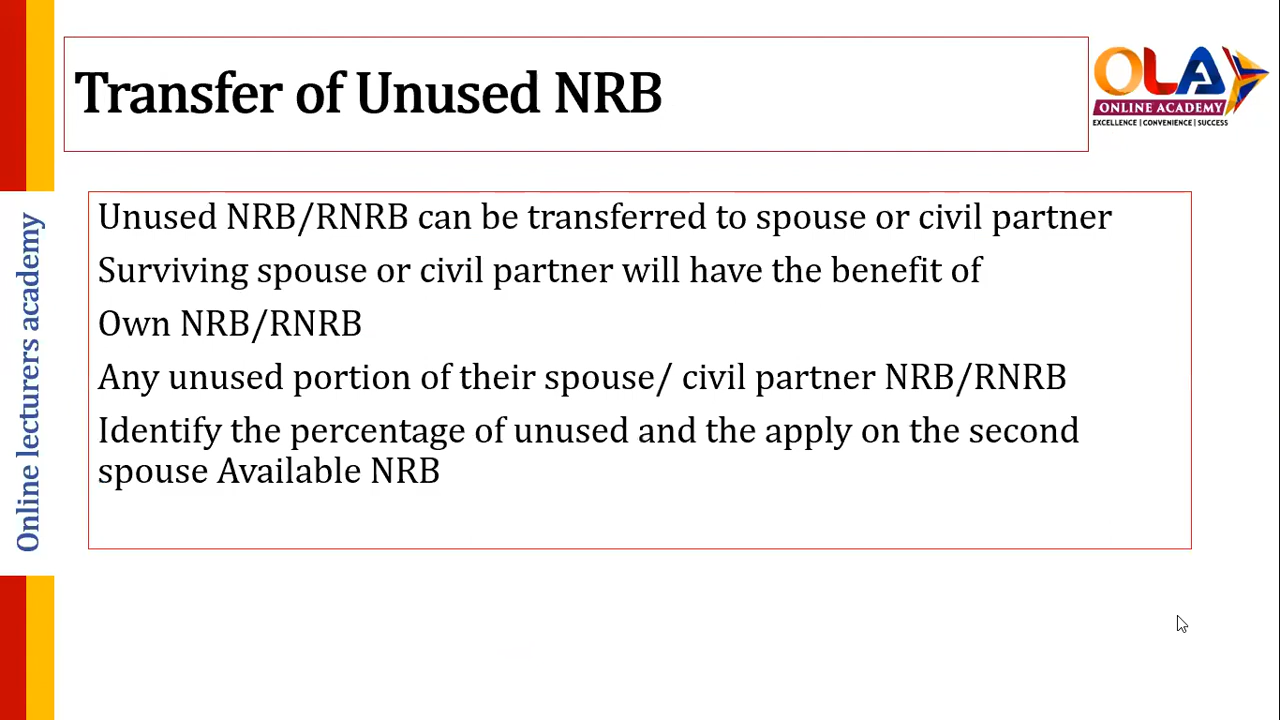 Transfer of Unused NRB
OLA
ONLINE ACADEMY
EXCELLENCE | CONVENIENCE | SUCCESS
Online lecturers academy
Unused NRB/RNRB can be transferred to spouse or civil partner
Surviving spouse or civil partner will have the benefit of
Own NRB/RNRB
Any unused portion of their spouse/ civil partner NRB/RNRB
Identify the percentage of unused and the apply on the second
spouse Available NRB